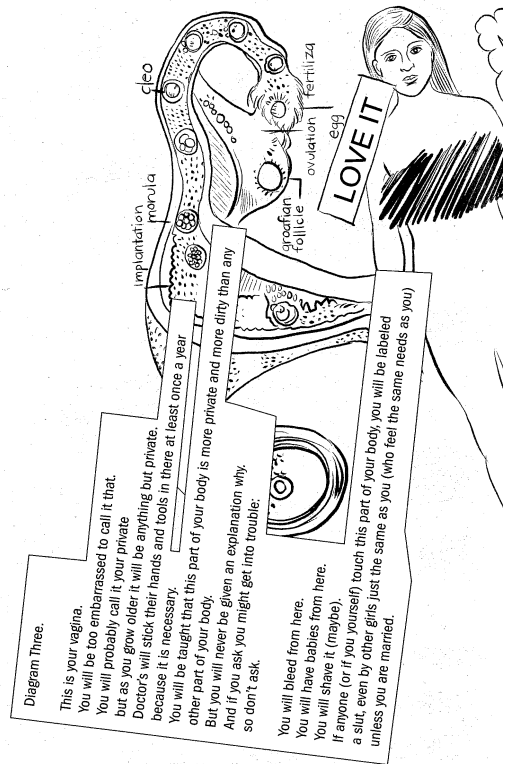 Diagram Three.
This is your vagina.
You will be too embarrassed to call it that.
You will probably call it your private
but as you grow older it will be anything but private.
Doctor's will stick their hands and tools in there at least once a year
because it is necessary.
You will be taught that this part of your body is more private and more dirty than any
other part of your body.
But you will never be given an explanation why.
And if you ask you might get into trouble:
so don't ask.
You will bleed from here.
You will have babies from here.
You will shave it (maybe).
If anyone (or if you yourself) touch this part of your body, you will be labeled
a slut, even by other girls just the same as you (who feel the same needs as you)
unless you are married.
Implantation
morula
cleo
fertiliza
ovulation
egg
graafian
follicle
LOVE IT